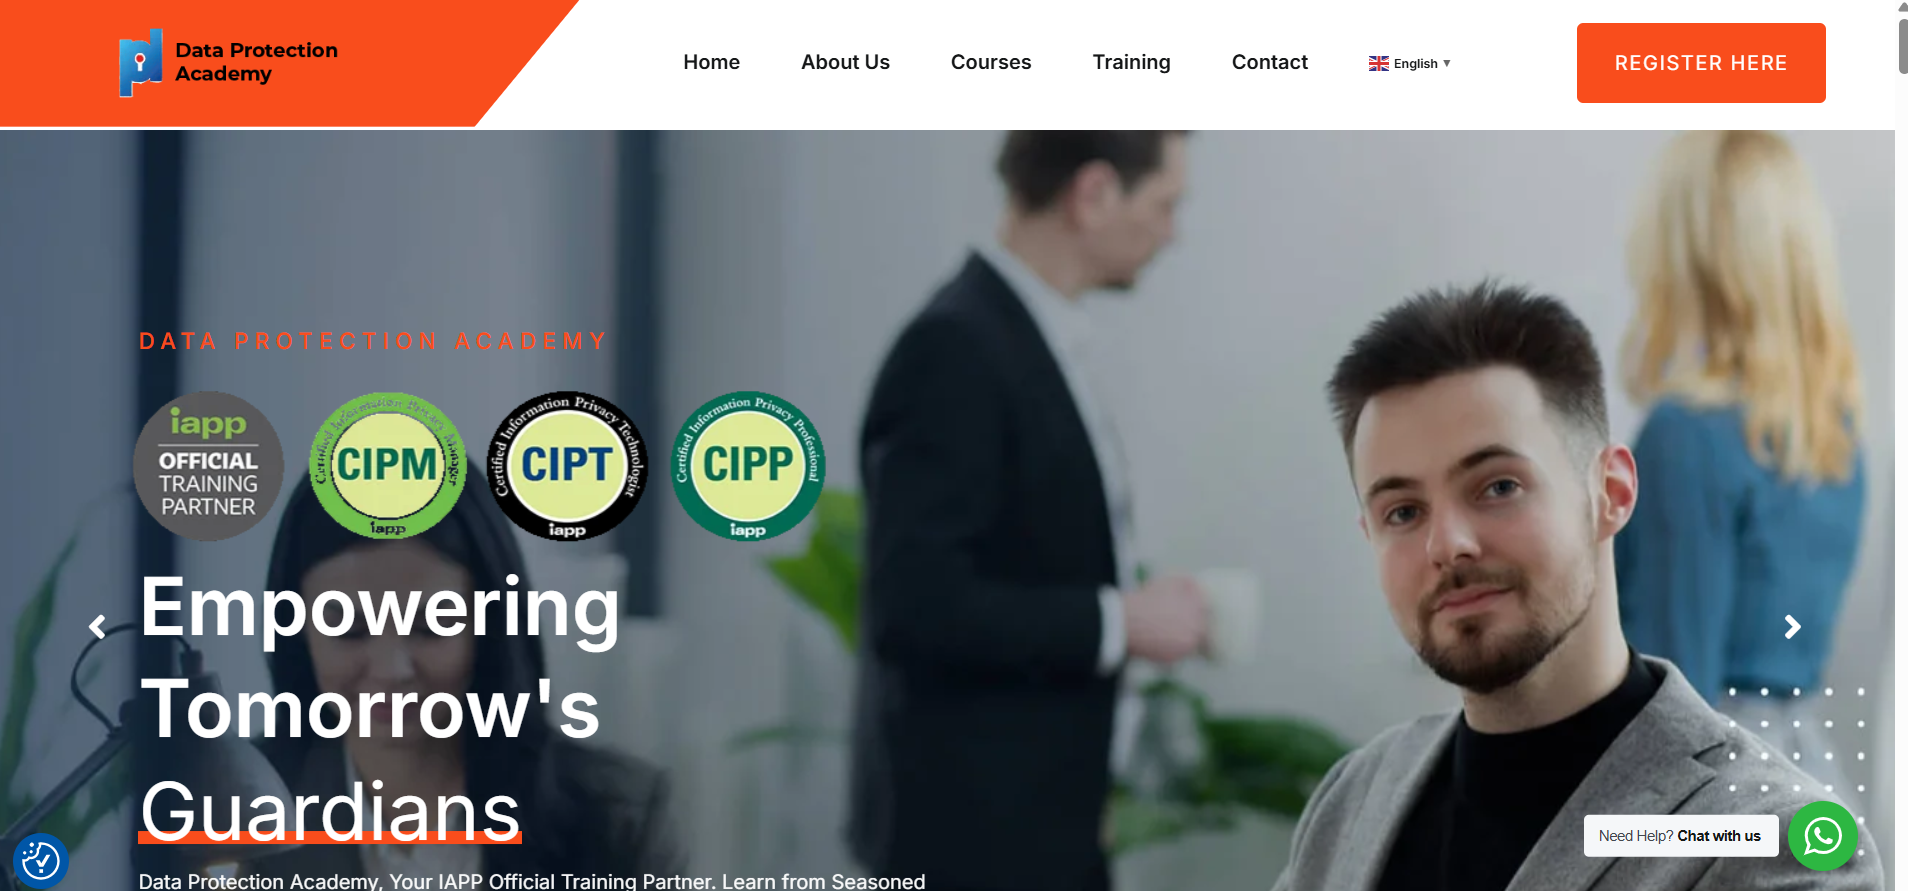 Data Protection
Academy
Home
About Us
Courses
Training
Contact
English ▼
REGISTER HERE
DATA PROTECTION ACADEMY
iapp
OFFICIAL
TRAINING
PARTNER
Certified Information Privacy Manager
CIPM
iapp
Certified Information Privacy Technologist
CIPT
iapp
Certified Information Privacy Professional
CIPP
iapp
Empowering
Tomorrow's
Guardians
Data Protection Academy, Your IAPP Official Training Partner. Learn from Seasoned
Need Help? Chat with us